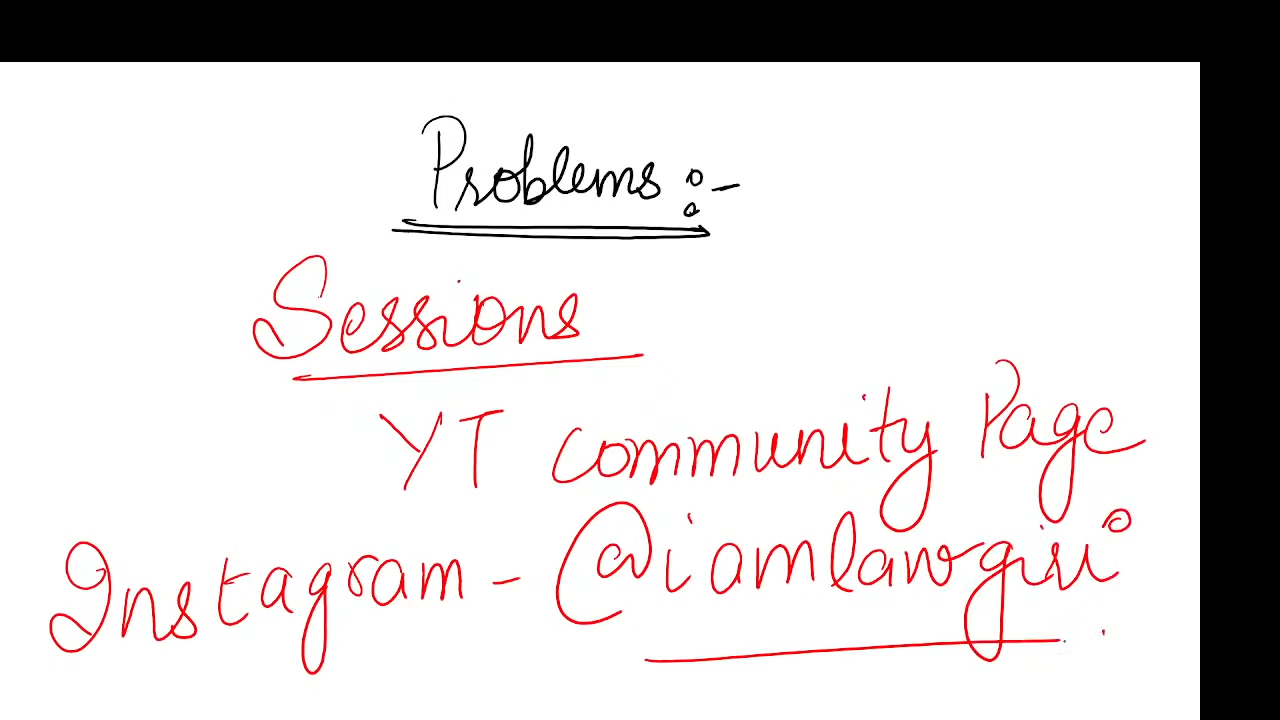 Problems :-
Sessions
YT community Page
Instagram - @iamlawgiri